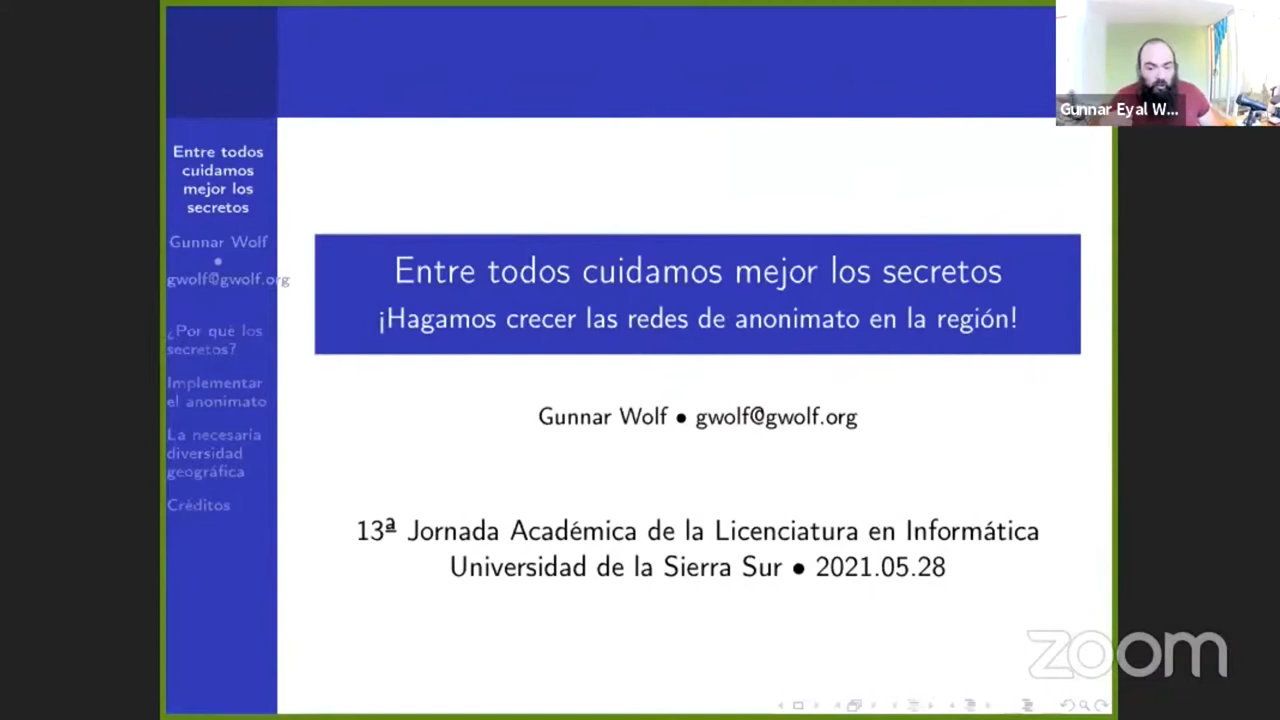 Gunnar Eyal W...
Entre todos
cuidamos
mejor los
secretos
Gunnar Wolf
•
gwolf@gwolf.org
¿Por qué los
secretos?
Implementar
el anonimato
La necesaria
diversidad
geográfica
Créditos
Entre todos cuidamos mejor los secretos
¡Hagamos crecer las redes de anonimato en la región!
Gunnar Wolf • gwolf@gwolf.org
13ª Jornada Académica de la Licenciatura en Informática
Universidad de la Sierra Sur • 2021.05.28
zoom